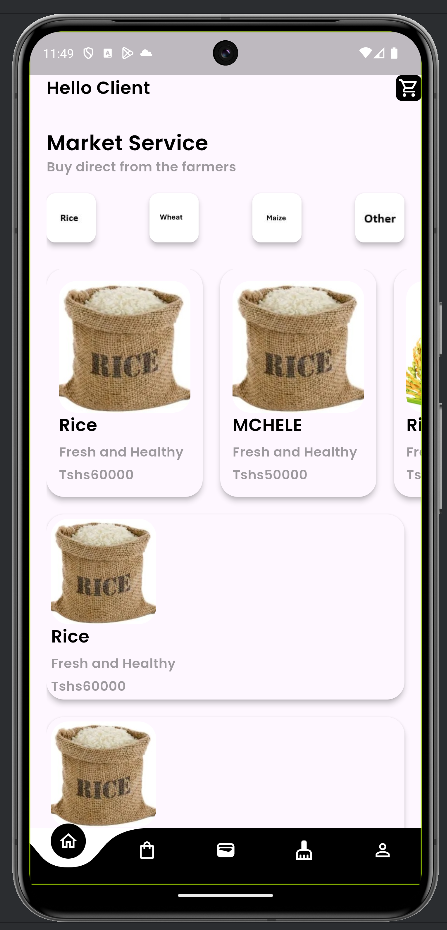 11:49
Hello Client
Market Service
Buy direct from the farmers
Rice Wheat Maize Other
RICE RICE
Rice MCHELE Ri
Fresh and Healthy Fresh and Healthy Fr
Tshs60000 Tshs50000 Ts
RICE
Rice
Fresh and Healthy
Tshs60000
RICE